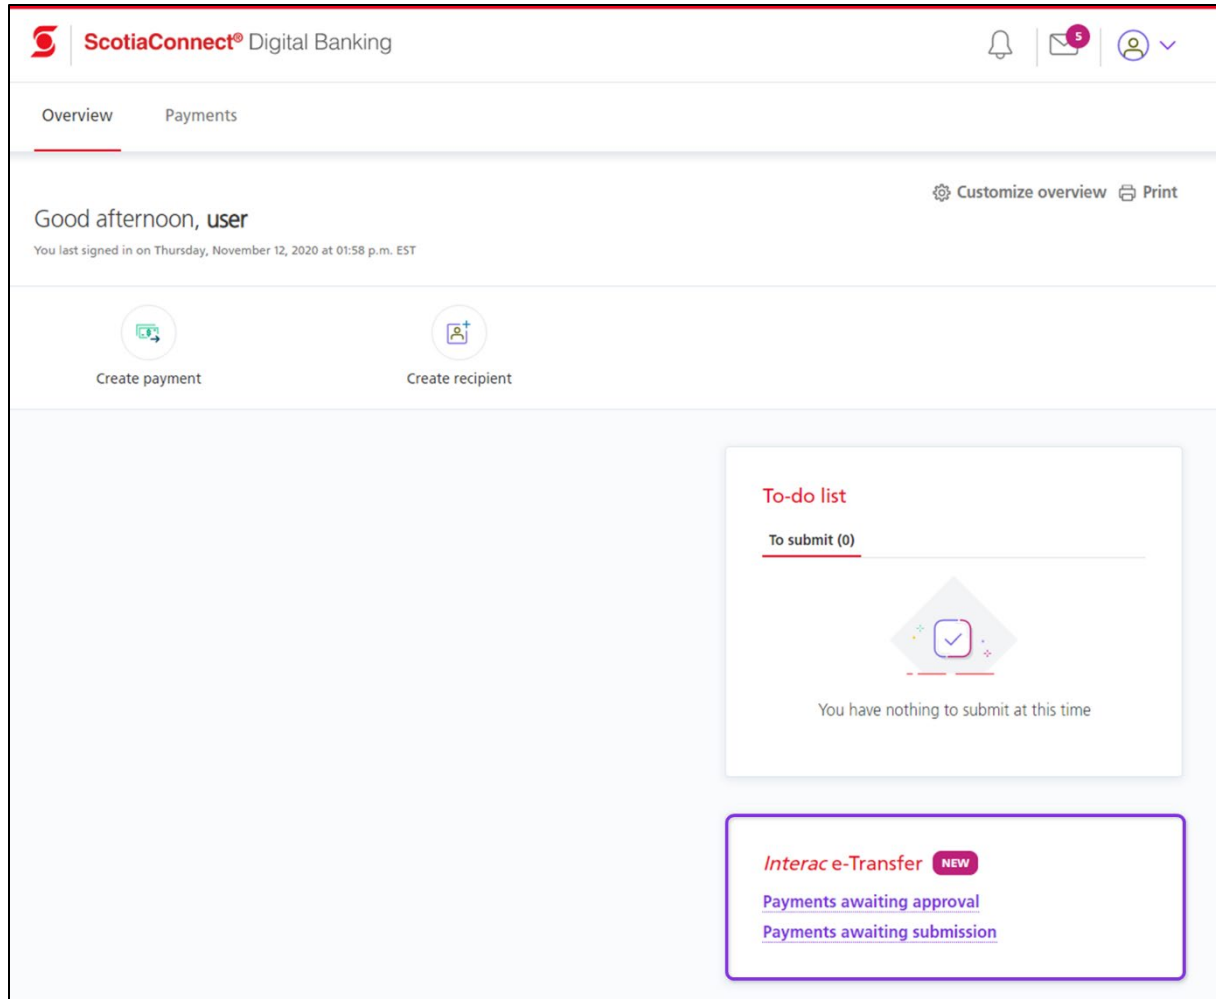 ScotiaConnect® Digital Banking
5
Overview Payments
Customize overview Print
Good afternoon, user
You last signed in on Thursday, November 12, 2020 at 01:58 p.m. EST
Create payment Create recipient
To-do list
To submit (0)
You have nothing to submit at this time
Interac e-Transfer NEW
Payments awaiting approval
Payments awaiting submission